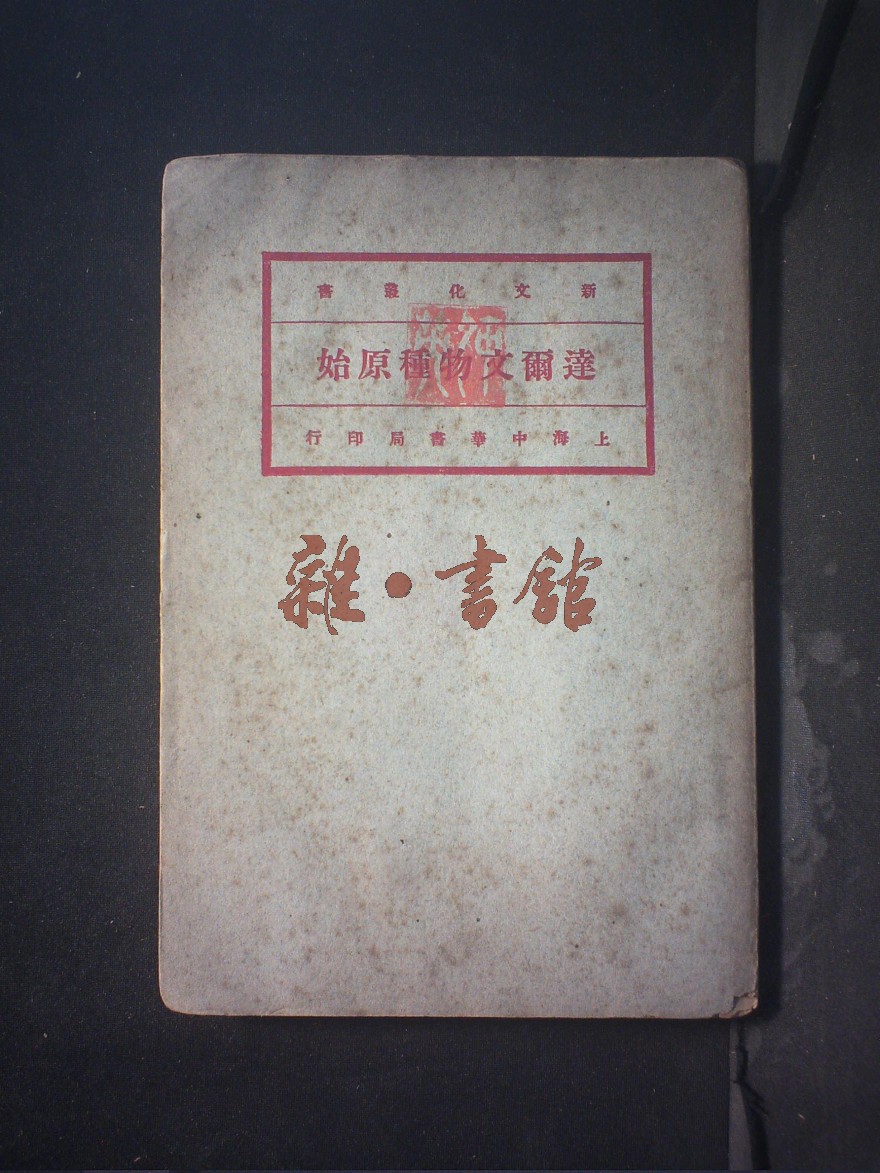 新文化叢書
達爾文物種原始
上海中華書局印行
雜·書館